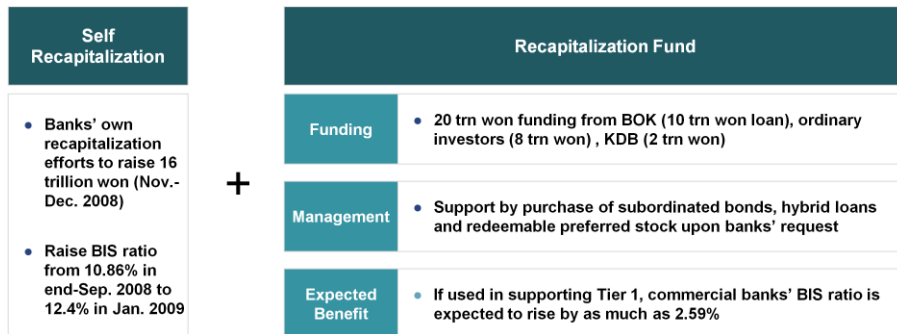 Self
Recapitalization
• Banks' own
recapitalization
efforts to raise 16
trillion won (Nov.-
Dec. 2008)
• Raise BIS ratio
from 10.86% in
end-Sep. 2008 to
12.4% in Jan. 2009
+
Recapitalization Fund
Funding
• 20 trn won funding from BOK (10 trn won loan), ordinary
investors (8 trn won) , KDB (2 trn won)
Management
• Support by purchase of subordinated bonds, hybrid loans
and redeemable preferred stock upon banks' request
Expected
Benefit
• If used in supporting Tier 1, commercial banks' BIS ratio is
expected to rise by as much as 2.59%